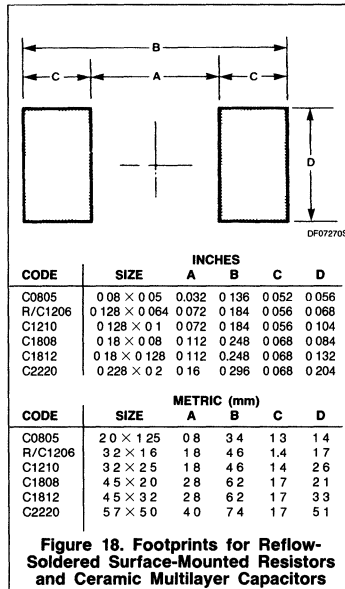 B
C A C
D
DF07270S
INCHES
CODE SIZE A B C D
C0805 0 08 × 0 05 0.032 0 136 0 052 0 056
R/C1206 0 128 × 0 064 0 072 0 184 0 056 0 068
C1210 0 128 × 0 1 0 072 0 184 0 056 0 104
C1808 0 18 × 0 08 0 112 0 248 0 068 0 084
C1812 0 18 × 0 128 0 112 0.248 0 068 0 132
C2220 0 228 × 0 2 0 16 0 296 0 068 0 204
METRIC (mm)
CODE SIZE A B C D
C0805 2 0 × 1 25 0 8 3 4 1 3 1 4
R/C1206 3 2 × 1 6 1 8 4 6 1.4 1 7
C1210 3 2 × 2 5 1 8 4 6 1 4 2 6
C1808 4 5 × 2 0 2 8 6 2 1 7 2 1
C1812 4 5 × 3 2 2 8 6 2 1 7 3 3
C2220 5 7 × 5 0 4 0 7 4 1 7 5 1
Figure 18. Footprints for Reflow-
Soldered Surface-Mounted Resistors
and Ceramic Multilayer Capacitors